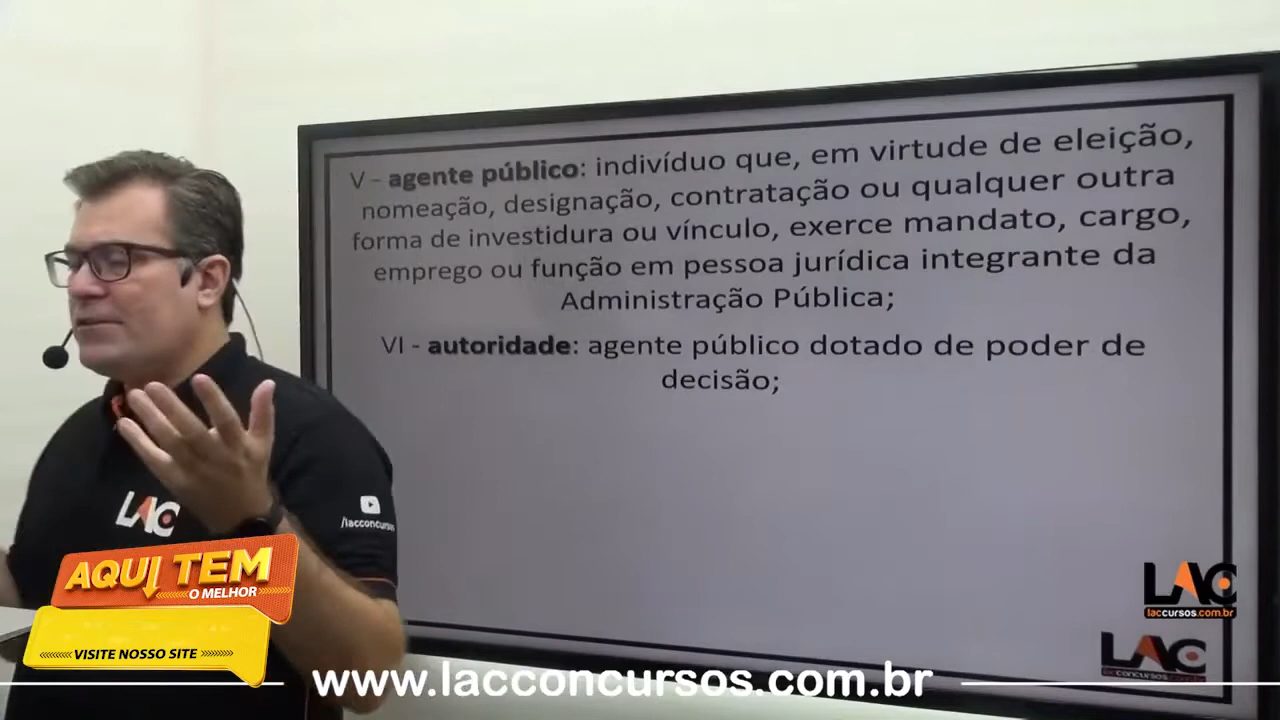 V - agente público: indivíduo que, em virtude de eleição,
nomeação, designação, contratação ou qualquer outra
forma de investidura ou vínculo, exerce mandato, cargo,
emprego ou função em pessoa jurídica integrante da
Administração Pública;
VI - autoridade: agente público dotado de poder de
decisão;
LAC
/lacconcursos
AQUI TEM
O MELHOR
VISITE NOSSO SITE
LAC
laccursos.com.br
LAC
lacconcursos.com.br
www.lacconcursos.com.br